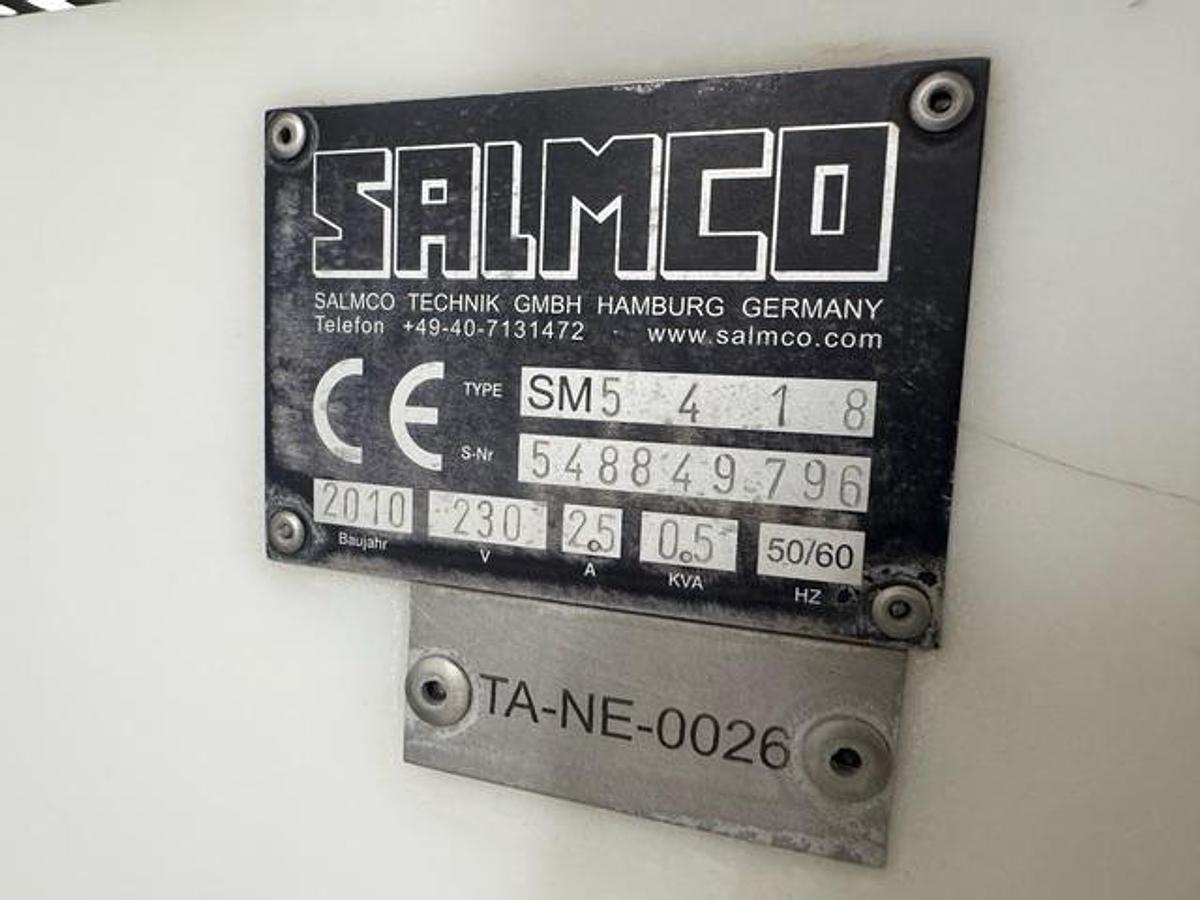 SALMCO
SALMCO TECHNIK GMBH HAMBURG GERMANY
Telefon +49-40-7131472 · www.salmco.com
CE TYPE SM5 4 1 8
S-Nr 548849796
2010 230 2.5 0.5 50/60
Baujahr V A KVA HZ
TA-NE-0026